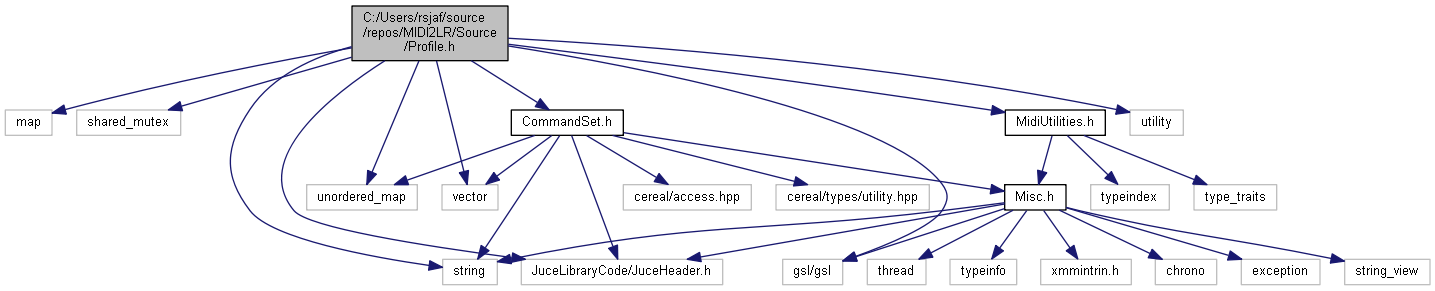 C:/Users/rsjaf/source
/repos/MIDI2LR/Source
/Profile.h
map
shared_mutex
CommandSet.h
MidiUtilities.h
utility
unordered_map
vector
cereal/access.hpp
cereal/types/utility.hpp
Misc.h
typeindex
type_traits
string
JuceLibraryCode/JuceHeader.h
gsl/gsl
thread
typeinfo
xmmintrin.h
chrono
exception
string_view